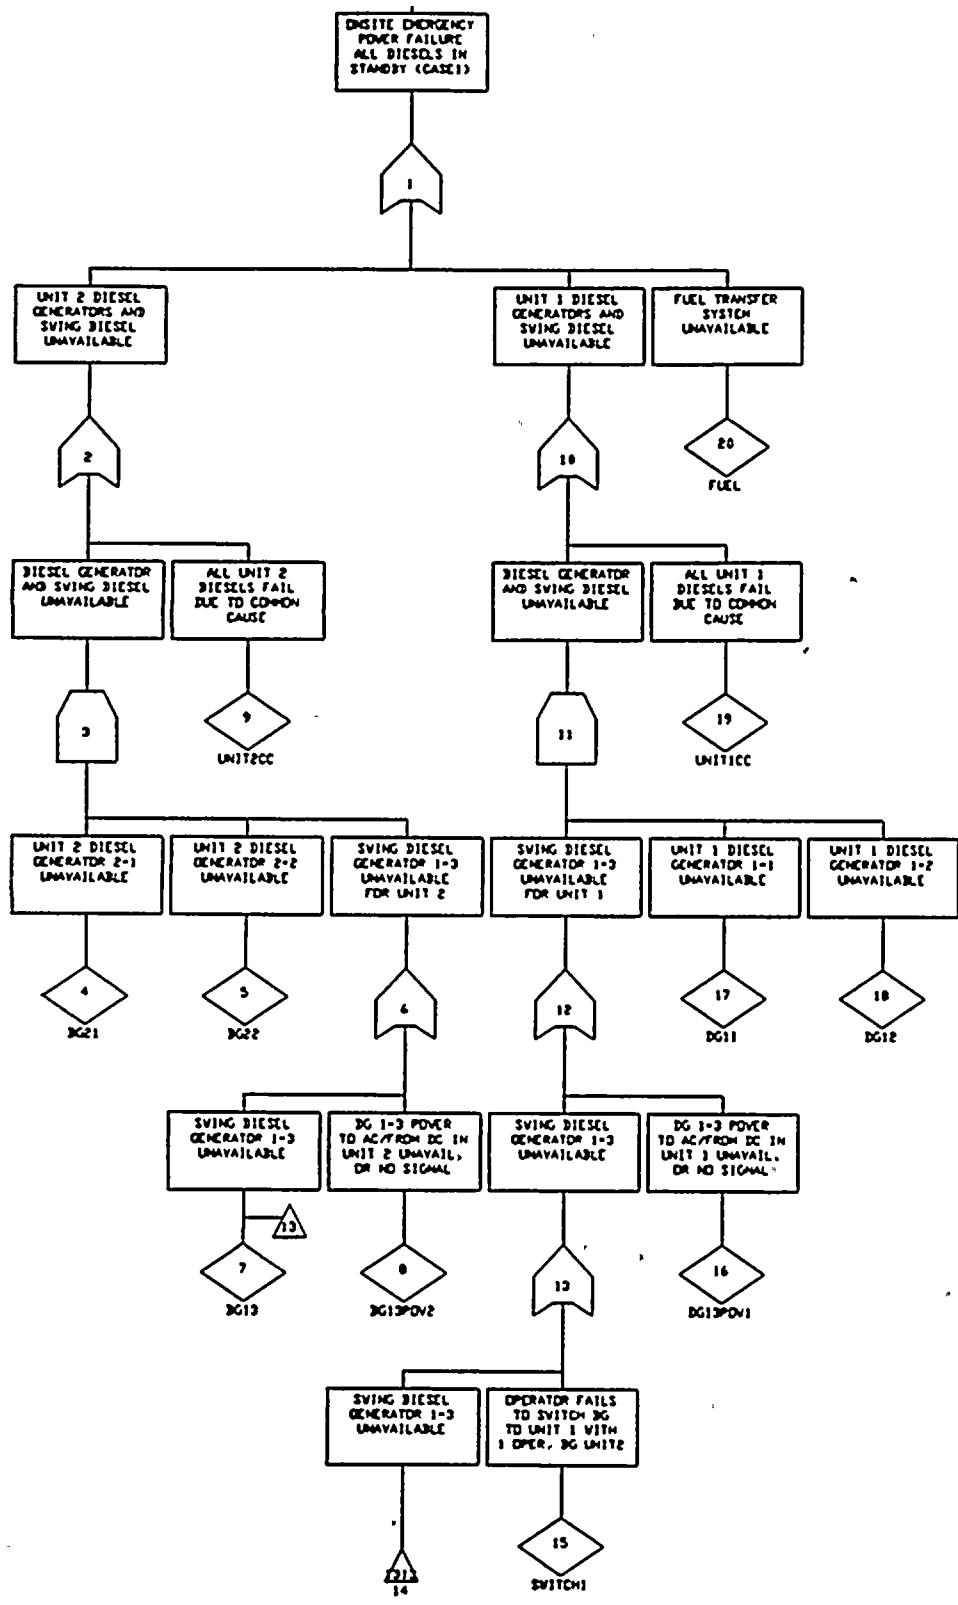 ONSITE EMERGENCY
POWER FAILURE
ALL DIESELS IN
STANDBY (CASE1)
1
UNIT 2 DIESEL
GENERATORS AND
SWING DIESEL
UNAVAILABLE
UNIT 1 DIESEL
GENERATORS AND
SWING DIESEL
UNAVAILABLE
FUEL TRANSFER
SYSTEM
UNAVAILABLE
2
10
20
FUEL
DIESEL GENERATOR
AND SWING DIESEL
UNAVAILABLE
ALL UNIT 2
DIESELS FAIL
DUE TO COMMON
CAUSE
DIESEL GENERATOR
AND SWING DIESEL
UNAVAILABLE
ALL UNIT 1
DIESELS FAIL
DUE TO COMMON
CAUSE
3
9
UNIT2CC
11
19
UNIT1CC
UNIT 2 DIESEL
GENERATOR 2-1
UNAVAILABLE
UNIT 2 DIESEL
GENERATOR 2-2
UNAVAILABLE
SWING DIESEL
GENERATOR 1-3
UNAVAILABLE
FOR UNIT 2
SWING DIESEL
GENERATOR 1-3
UNAVAILABLE
FOR UNIT 1
UNIT 1 DIESEL
GENERATOR 1-1
UNAVAILABLE
UNIT 1 DIESEL
GENERATOR 1-2
UNAVAILABLE
4
DG21
5
DG22
6
12
17
DG11
18
DG12
SWING DIESEL
GENERATOR 1-3
UNAVAILABLE
DG 1-3 POWER
TO AC/FROM DC IN
UNIT 2 UNAVAIL,
OR NO SIGNAL
SWING DIESEL
GENERATOR 1-3
UNAVAILABLE
DG 1-3 POWER
TO AC/FROM DC IN
UNIT 1 UNAVAIL,
OR NO SIGNAL
13
7
DG13
8
DG13POW2
13
16
DG13POW1
SWING DIESEL
GENERATOR 1-3
UNAVAILABLE
OPERATOR FAILS
TO SWITCH DG
TO UNIT 1 WITH
1 OPER, DG UNIT2
14
15
SWITCH1